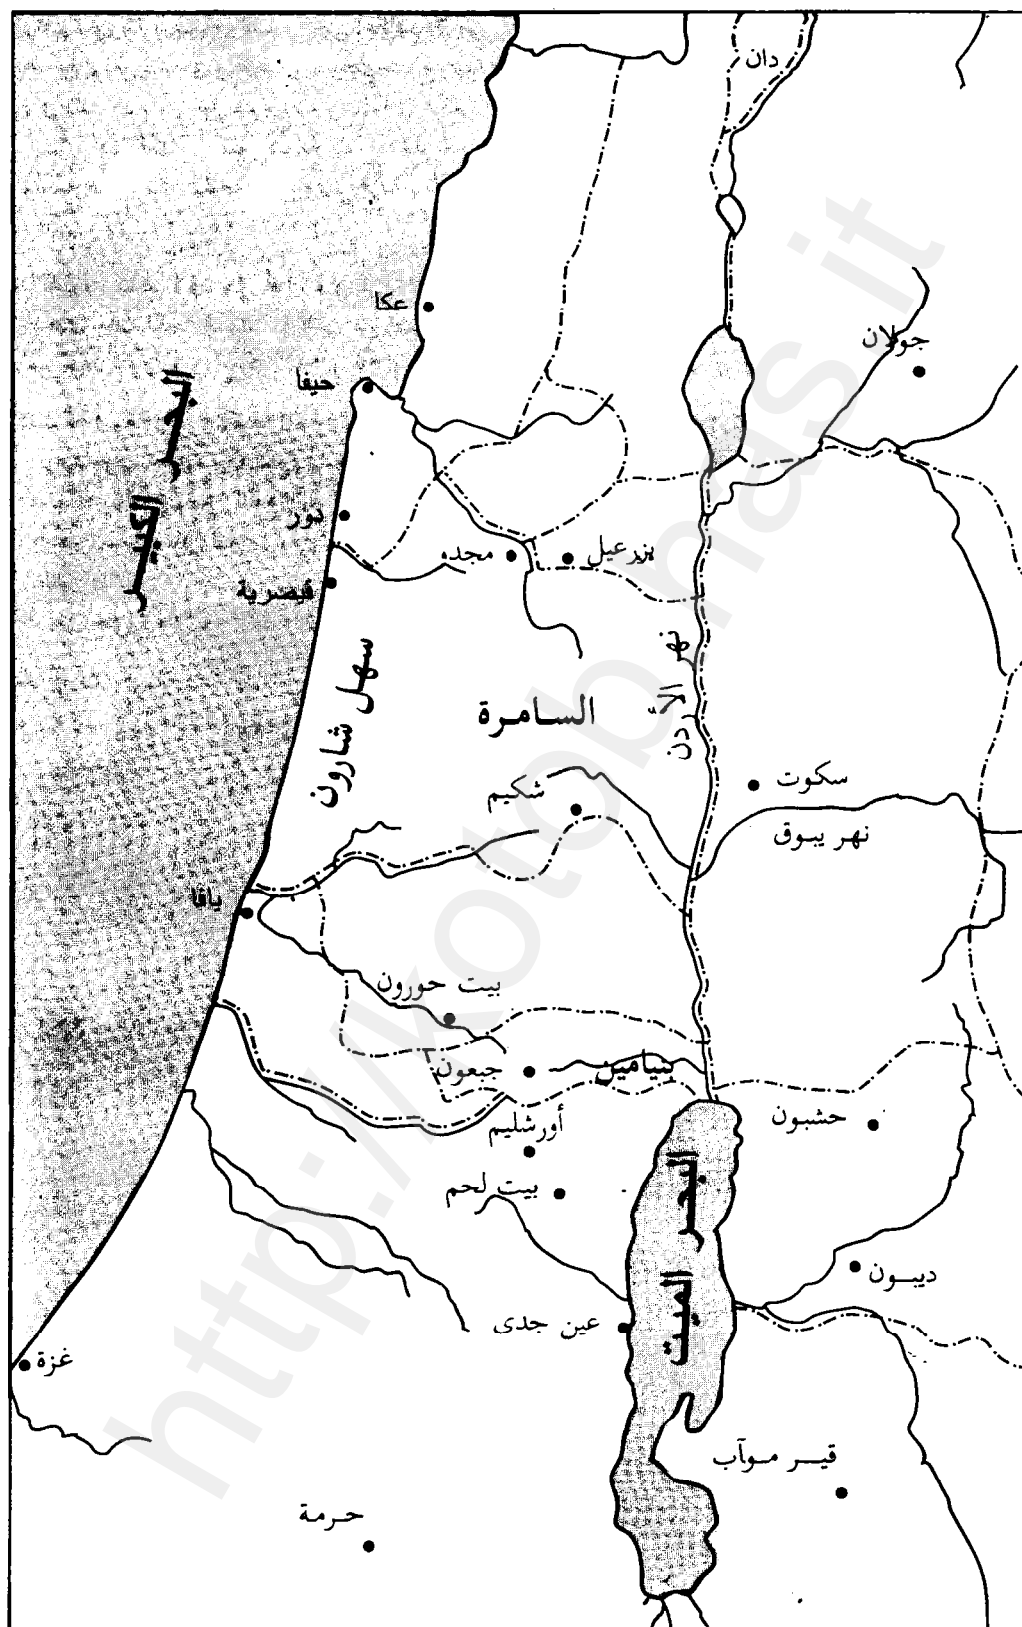 دان
عكا
جولان
حيفا
البحر الكبير
دور
مجده
يزرعيل
قيصرية
نهر الأردن
سهل شارون
السامرة
سكوت
شكيم
نهر يبوق
يافا
بيت حورون
جبعون
بنيامين
حشبون
أورشليم
بيت لحم
البحر الميت
ديبون
عين جدى
غزة
قير موآب
حرمة
http://kotob.has.it